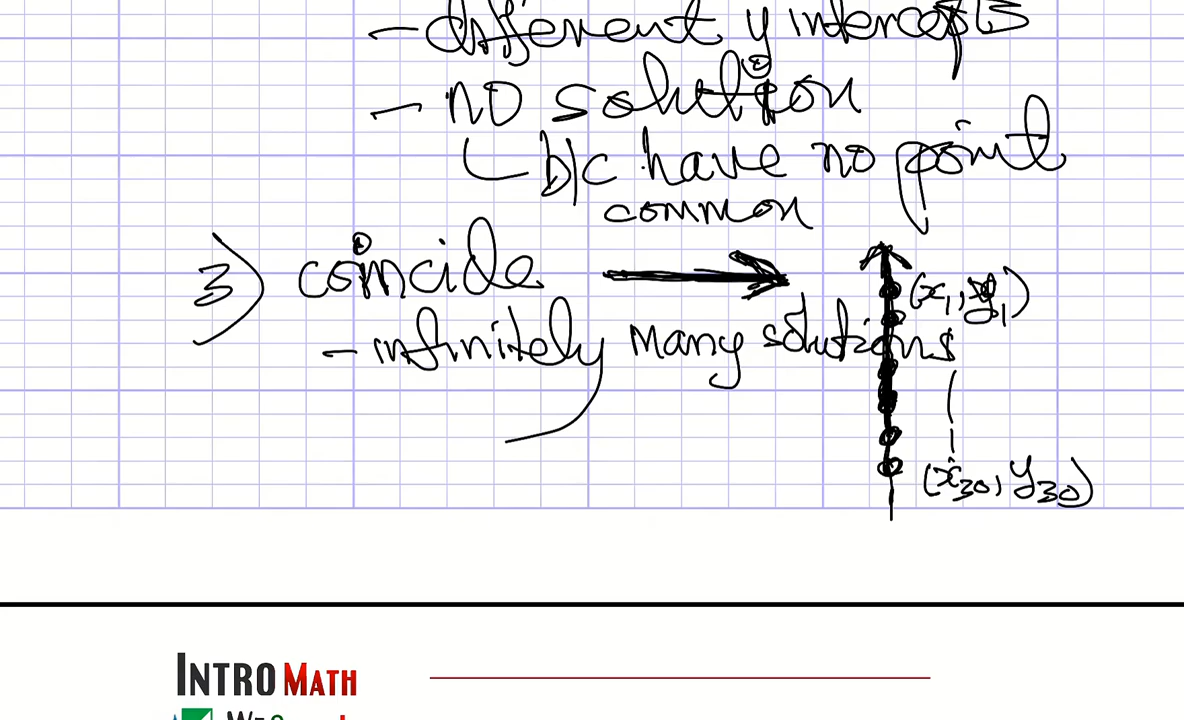 - different y intercepts
- no solution
b/c have no point
common
3) coincide
(x₁, y₁)
- infinitely many solutions
(x₃₀, y₃₀)
INTRO MATH